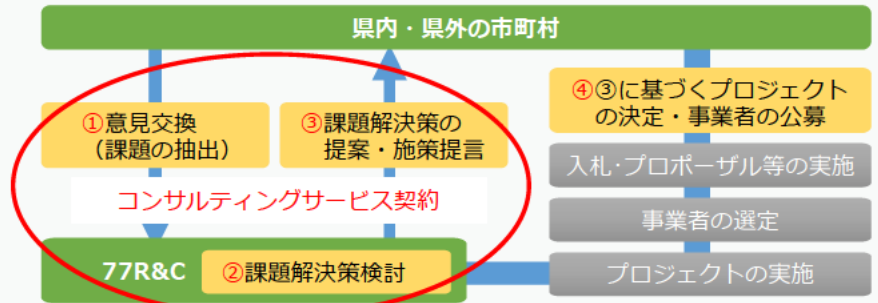 県内・県外の市町村
①意見交換
(課題の抽出)
③課題解決策の
提案・施策提言
コンサルティングサービス契約
77R&C
②課題解決策検討
④③に基づくプロジェクト
の決定・事業者の公募
入札・プロポーザル等の実施
事業者の選定
プロジェクトの実施